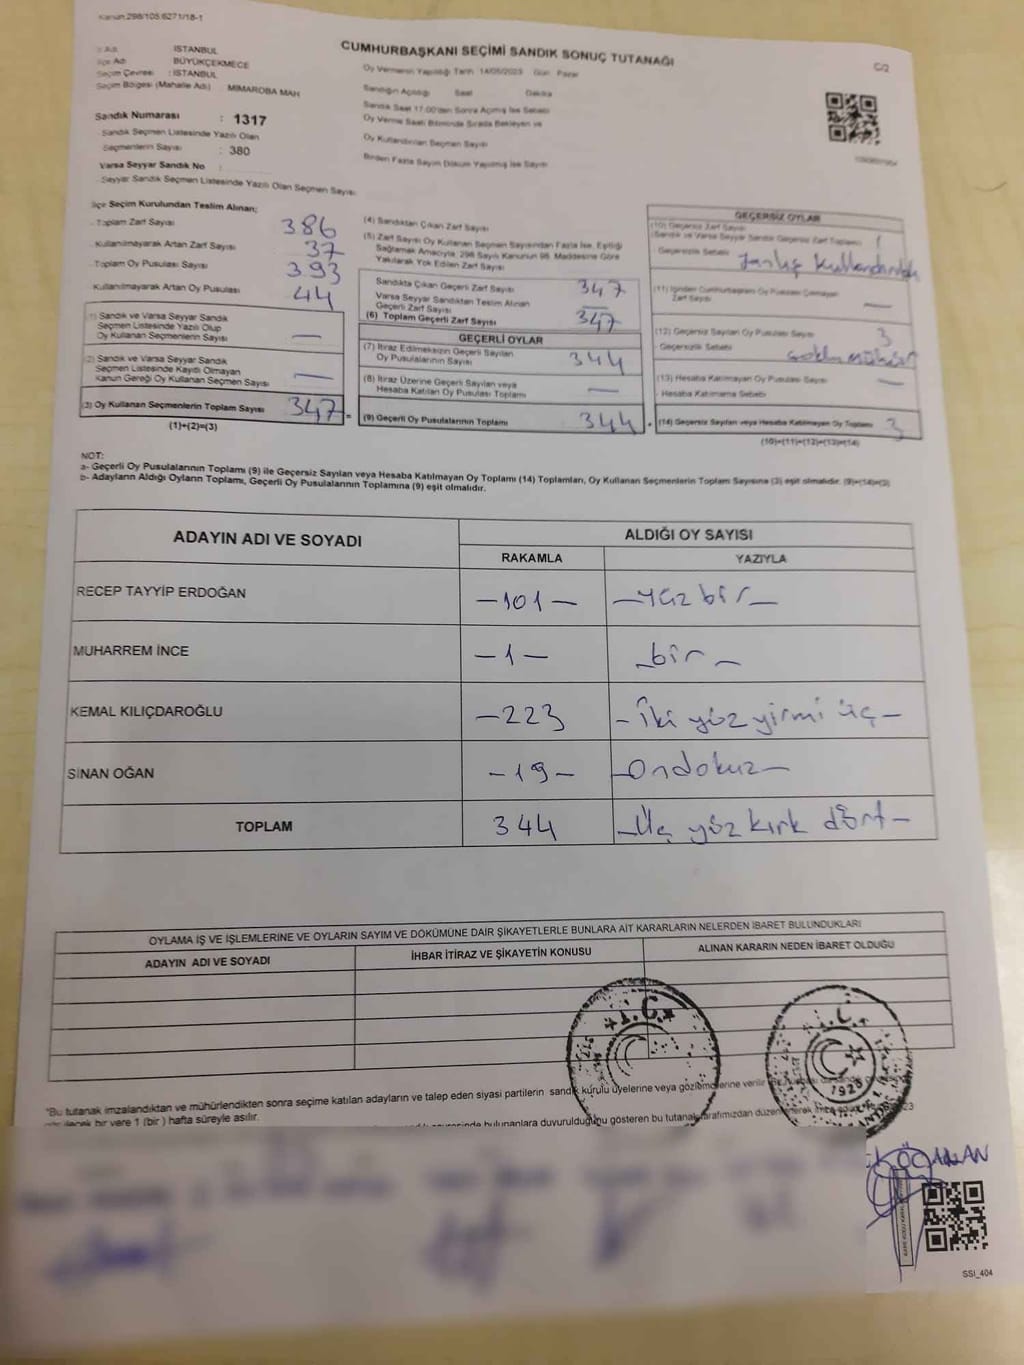 Kanun:298/105:6271/18-1
CUMHURBAŞKANI SEÇİMİ SANDIK SONUÇ TUTANAĞI
C/2
İl Adı : İSTANBUL
İlçe Adı : BÜYÜKÇEKMECE
Seçim Çevresi : İSTANBUL
Seçim Bölgesi (Mahalle Adı) : MİMAROBA MAH
Sandık Numarası : 1317
Sandık Seçmen Listesinde Yazılı Olan
Seçmenlerin Sayısı : 380
Varsa Seyyar Sandık No :
Seyyar Sandık Seçmen Listesinde Yazılı Olan Seçmen Sayısı
Oy Vermenin Yapıldığı Tarih 14/05/2023 Gün Pazar
Sandığın Açıldığı Saat Dakika
Sandık Saat 17:00'den Sonra Açılmış İse Sebebi
Oy Verme Saati Bitiminde Sırada Bekleyen ve
Oy Kullandırılan Seçmen Sayısı
Birden Fazla Sayım Döküm Yapılmış İse Sayısı
İlçe Seçim Kurulundan Teslim Alınan;
Toplam Zarf Sayısı 386
Kullanılmayarak Artan Zarf Sayısı 37
Toplam Oy Pusulası Sayısı 393
Kullanılmayarak Artan Oy Pusulası 44
(1) Sandık ve Varsa Seyyar Sandık
Seçmen Listesinde Yazılı Olup
Oy Kullanan Seçmenlerin Sayısı —
(2) Sandık ve Varsa Seyyar Sandık
Seçmen Listesinde Kaydı Olmayan
Kanun Gereği Oy Kullanan Seçmen Sayısı —
(3) Oy Kullanan Seçmenlerin Toplam Sayısı 347 =
(1)+(2)=(3)
(4) Sandıktan Çıkan Zarf Sayısı
(5) Zarf Sayısı Oy Kullanan Seçmen Sayısından Fazla İse, Eşitliği
Sağlamak Amacıyla; 298 Sayılı Kanunun 98. Maddesine Göre
Yakılarak Yok Edilen Zarf Sayısı
Sandıkta Çıkan Geçerli Zarf Sayısı 347
Varsa Seyyar Sandıktan Teslim Alınan
Geçerli Zarf Sayısı
(6) Toplam Geçerli Zarf Sayısı 347
GEÇERLİ OYLAR
(7) İtiraz Edilmeksizin Geçerli Sayılan
Oy Pusulalarının Sayısı 344
(8) İtiraz Üzerine Geçerli Sayılan veya
Hesaba Katılan Oy Pusulası Toplamı —
(9) Geçerli Oy Pusulalarının Toplamı 344 +
GEÇERSİZ OYLAR
(10) Geçersiz Zarf Sayısı
(Sandık ve Varsa Seyyar Sandık Geçersiz Zarf Toplamı)
Geçersizlik Sebebi
(11) İçinden Cumhurbaşkanı Oy Pusulası Çıkmayan
Zarf Sayısı —
(12) Geçersiz Sayılan Oy Pusulası Sayısı 3
- Geçersizlik Sebebi
(13) Hesaba Katılmayan Oy Pusulası Sayısı —
- Hesaba Katılmama Sebebi
(14) Geçersiz Sayılan veya Hesaba Katılmayan Oy Toplamı 3
(10)+(11)+(12)+(13)=(14)
NOT:
a- Geçerli Oy Pusulalarının Toplamı (9) ile Geçersiz Sayılan veya Hesaba Katılmayan Oy Toplamı (14) Toplamları, Oy Kullanan Seçmenlerin Toplam Sayısına (3) eşit olmalıdır. (9)+(14)=(3)
b- Adayların Aldığı Oyların Toplamı, Geçerli Oy Pusulalarının Toplamına (9) eşit olmalıdır.
ADAYIN ADI VE SOYADI ALDIĞI OY SAYISI
RAKAMLA YAZIYLA
RECEP TAYYİP ERDOĞAN —101— —yüz bir—
MUHARREM İNCE —1— —bir—
KEMAL KILIÇDAROĞLU —223 —İki yüz yirmi üç—
SİNAN OĞAN —19— —Ondokuz—
TOPLAM 344 —Üç yüz kırk dört—
OYLAMA İŞ VE İŞLEMLERİNE VE OYLARIN SAYIM VE DÖKÜMÜNE DAİR ŞİKAYETLERLE BUNLARA AİT KARARLARIN NELERDEN İBARET BULUNDUKLARI
ADAYIN ADI VE SOYADI İHBAR İTİRAZ VE ŞİKAYETİN KONUSU ALINAN KARARIN NEDEN İBARET OLDUĞU
T.C.
T.C.
"Bu tutanak imzalandıktan ve mühürlendikten sonra seçime katılan adayların ve talep eden siyasi partilerin sandık kurulu üyelerine veya gözlemcilerine verilir
bir yere 1 (bir) hafta süreyle asılır.
bulunanlara duyurulduğunu gösteren bu tutanak tarafımızdan
SSI_404